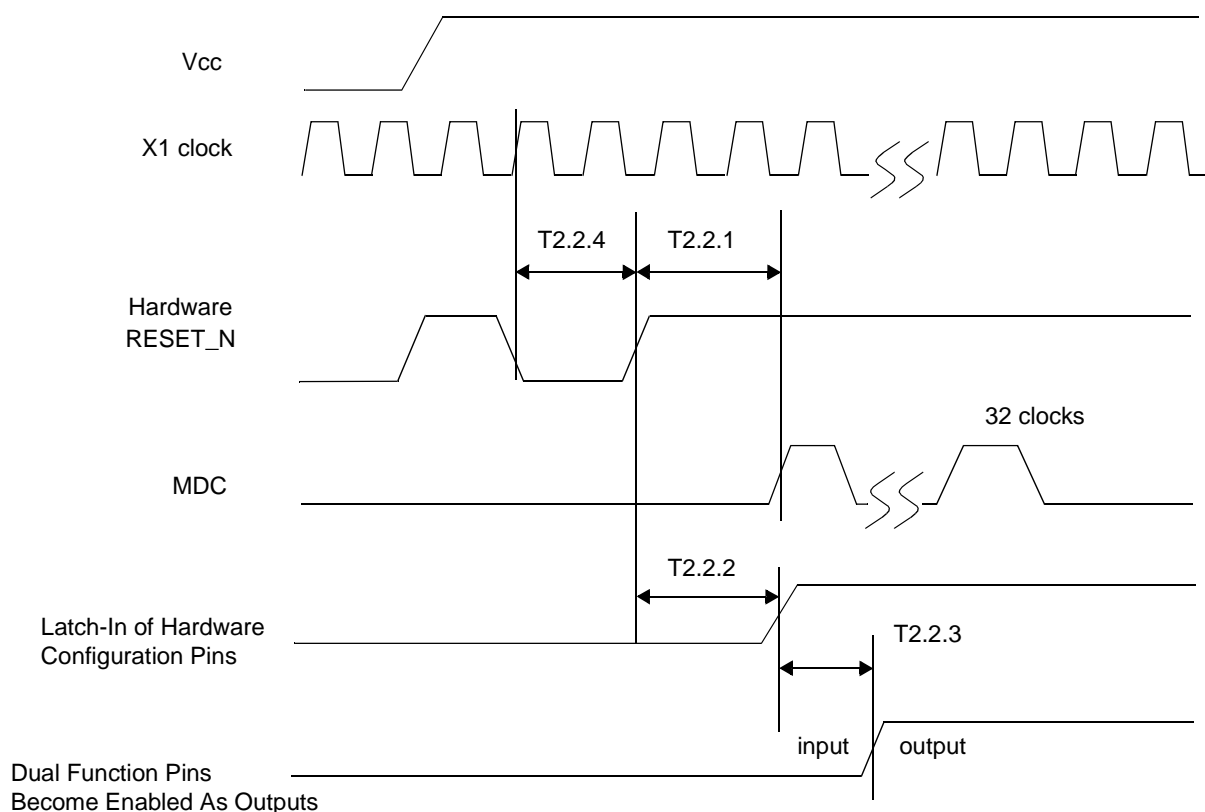 Vcc
X1 clock
T2.2.4
T2.2.1
Hardware
RESET_N
32 clocks
MDC
T2.2.2
Latch-In of Hardware
Configuration Pins
T2.2.3
input
output
Dual Function Pins
Become Enabled As Outputs